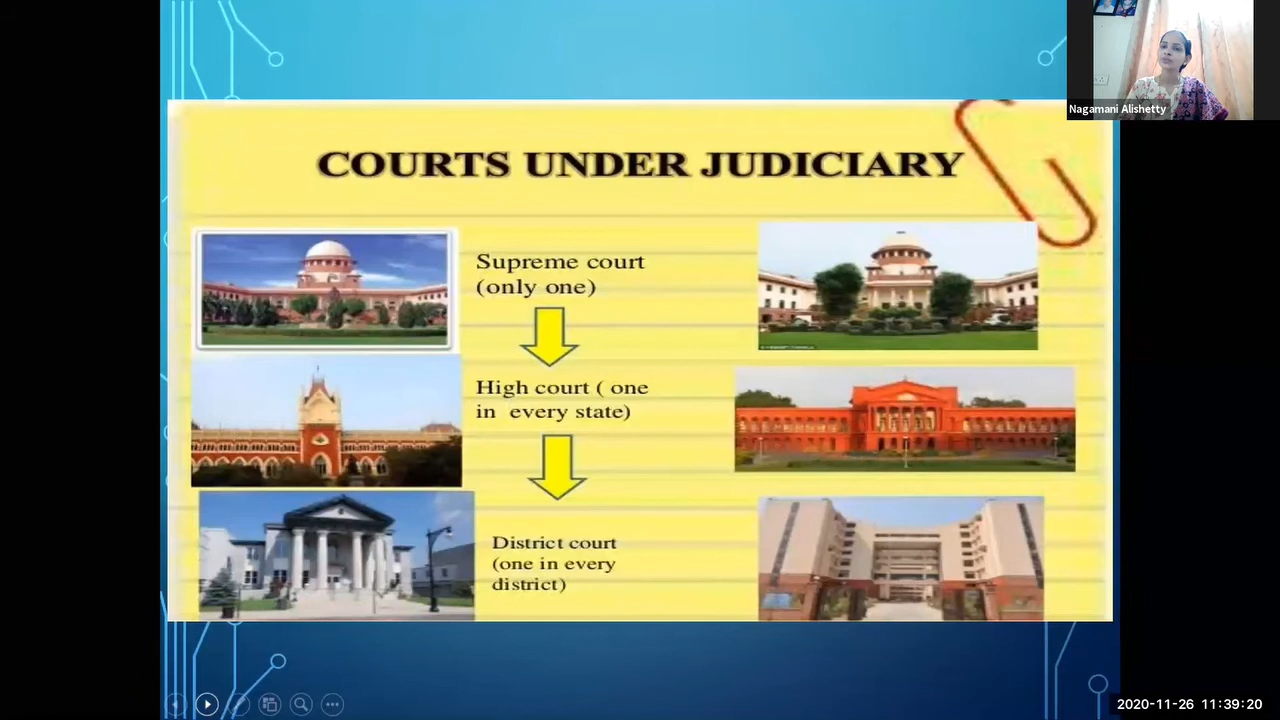 Nagamani Alishetty
COURTS UNDER JUDICIARY
Supreme court
(only one)
High court ( one
in every state)
District court
(one in every
district)
2020-11-26 11:39:20